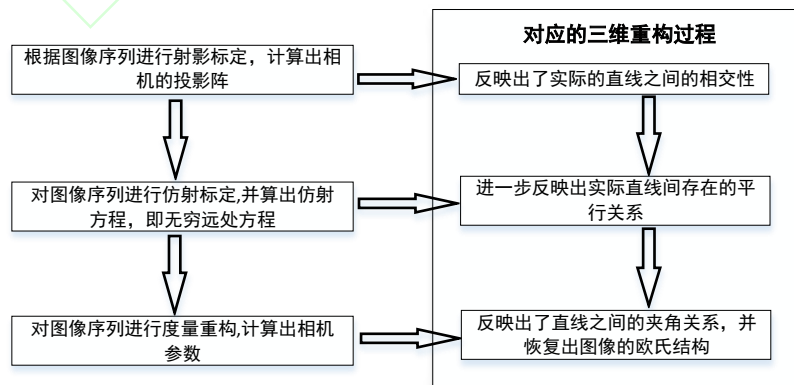 对应的三维重构过程
根据图像序列进行射影标定，计算出相
机的投影阵
反映出了实际的直线之间的相交性
对图像序列进行仿射标定,并算出仿射
方程，即无穷远处方程
进一步反映出实际直线间存在的平
行关系
对图像序列进行度量重构,计算出相机
参数
反映出了直线之间的夹角关系，并
恢复出图像的欧氏结构